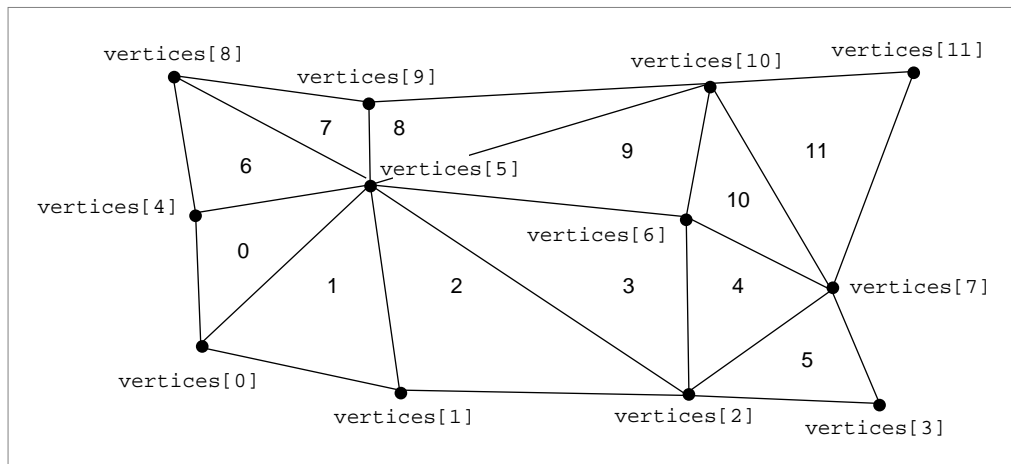 vertices[8]
vertices[9]
vertices[10]
vertices[11]
7
8
9
11
6
vertices[5]
vertices[4]
10
vertices[6]
0
1
2
3
4
vertices[7]
5
vertices[0]
vertices[1]
vertices[2]
vertices[3]